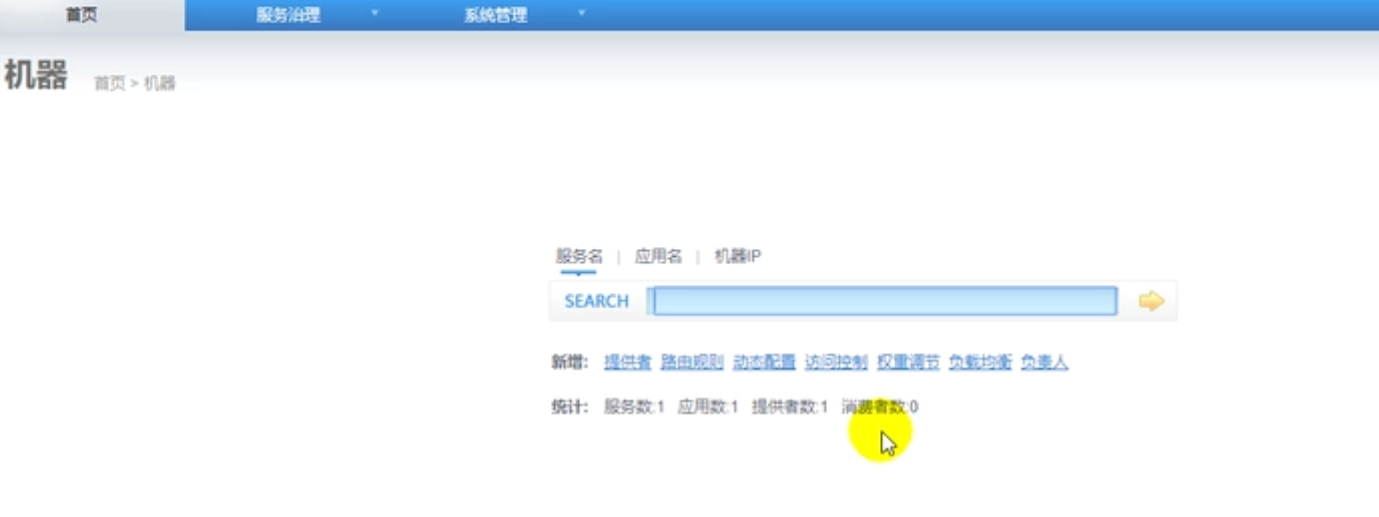 首页 服务治理 系统管理
机器 首页 > 机器
服务名 | 应用名 | 机器IP
SEARCH
新增: 提供者 路由规则 动态配置 访问控制 权重调节 负载均衡 负责人
统计: 服务数:1 应用数:1 提供者数:1 消费者数:0